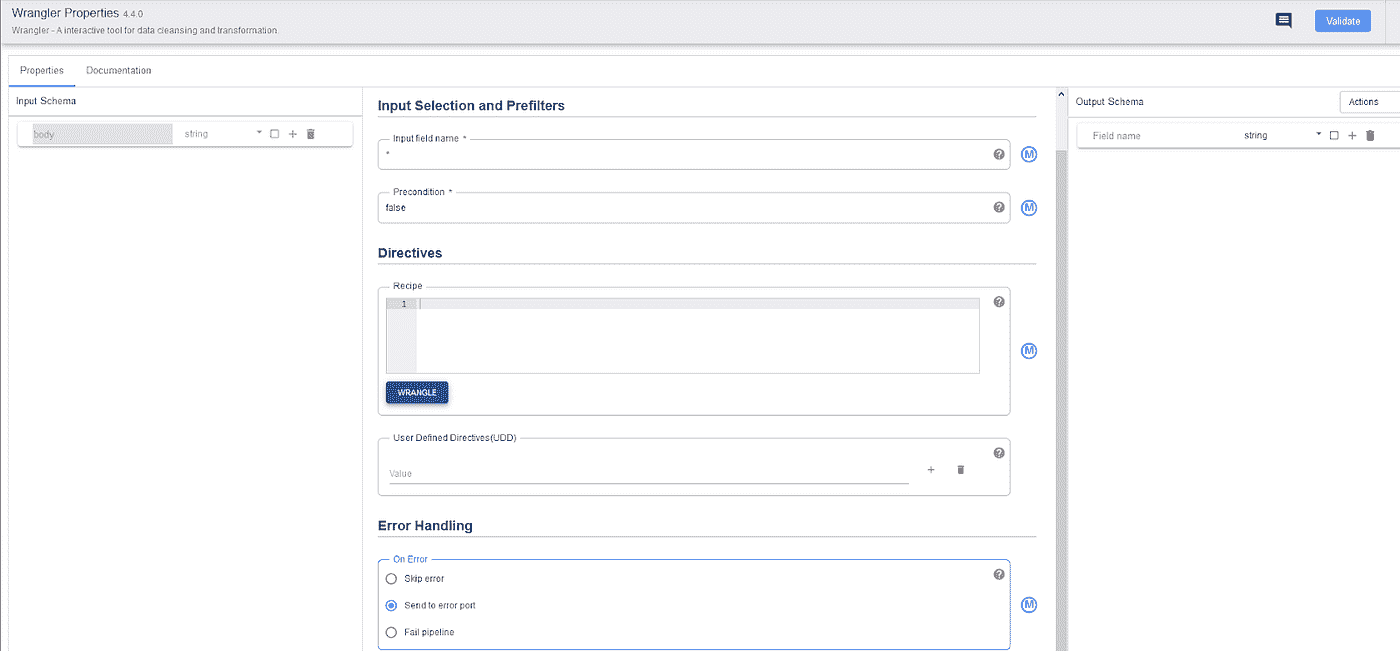 Wrangler Properties 4.4.0
Wrangler - A interactive tool for data cleansing and transformation.
Validate
Properties Documentation
Input Schema
body string
Input Selection and Prefilters
Input field name *
*
M
Precondition *
false
M
Directives
Recipe
1
M
WRANGLE
User Defined Directives(UDD)
Value
Error Handling
On Error
Skip error
Send to error port
M
Fail pipeline
Output Schema
Actions
Field name string